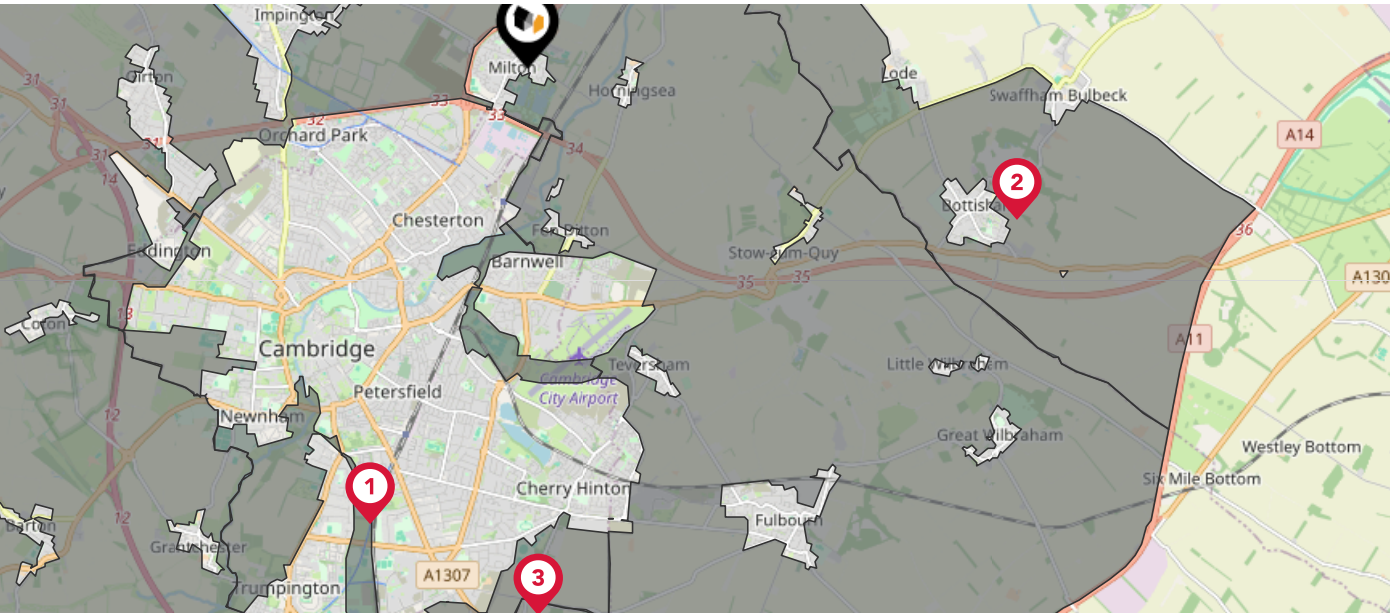 Impington
Milton
Girton
Horningsea
Lode
Swaffham Bulbeck
31
31
33
33
32
Orchard Park
31
31
34
A14
14
2
Bottisham
Chesterton
Fen Ditton
36
Eddington
Stow-cum-Quy
Barnwell
35
35
A130
13
Coton
A11
Cambridge
Teversham
Little Wilbraham
Cambridge
City Airport
Petersfield
12
Newnham
Great Wilbraham
Westley Bottom
Six Mile Bottom
1
Cherry Hinton
12
Barton
Fulbourn
Grantchester
A1307
3
Trumpington